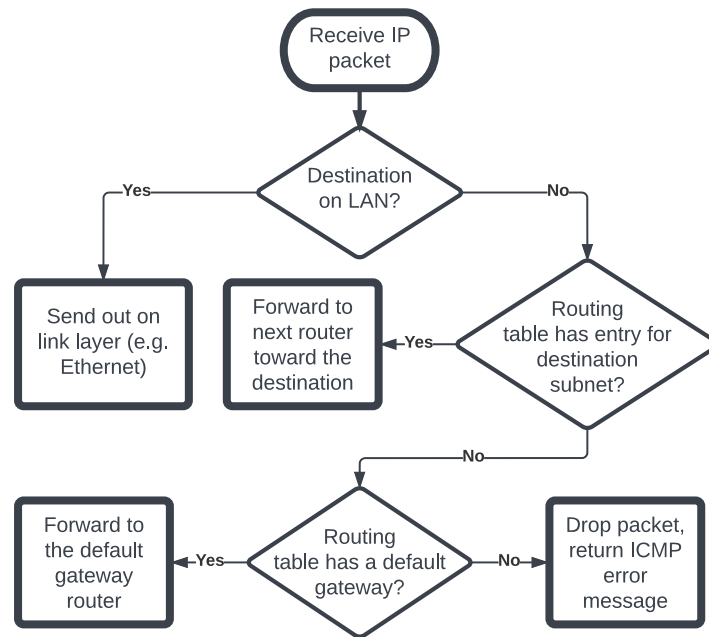 Receive IP
packet
Destination
on LAN?
Yes
No
Send out on
link layer (e.g.
Ethernet)
Forward to
next router
toward the
destination
Yes
Routing
table has entry for
destination
subnet?
No
Forward to
the default
gateway
router
Yes
Routing
table has a default
gateway?
No
Drop packet,
return ICMP
error
message